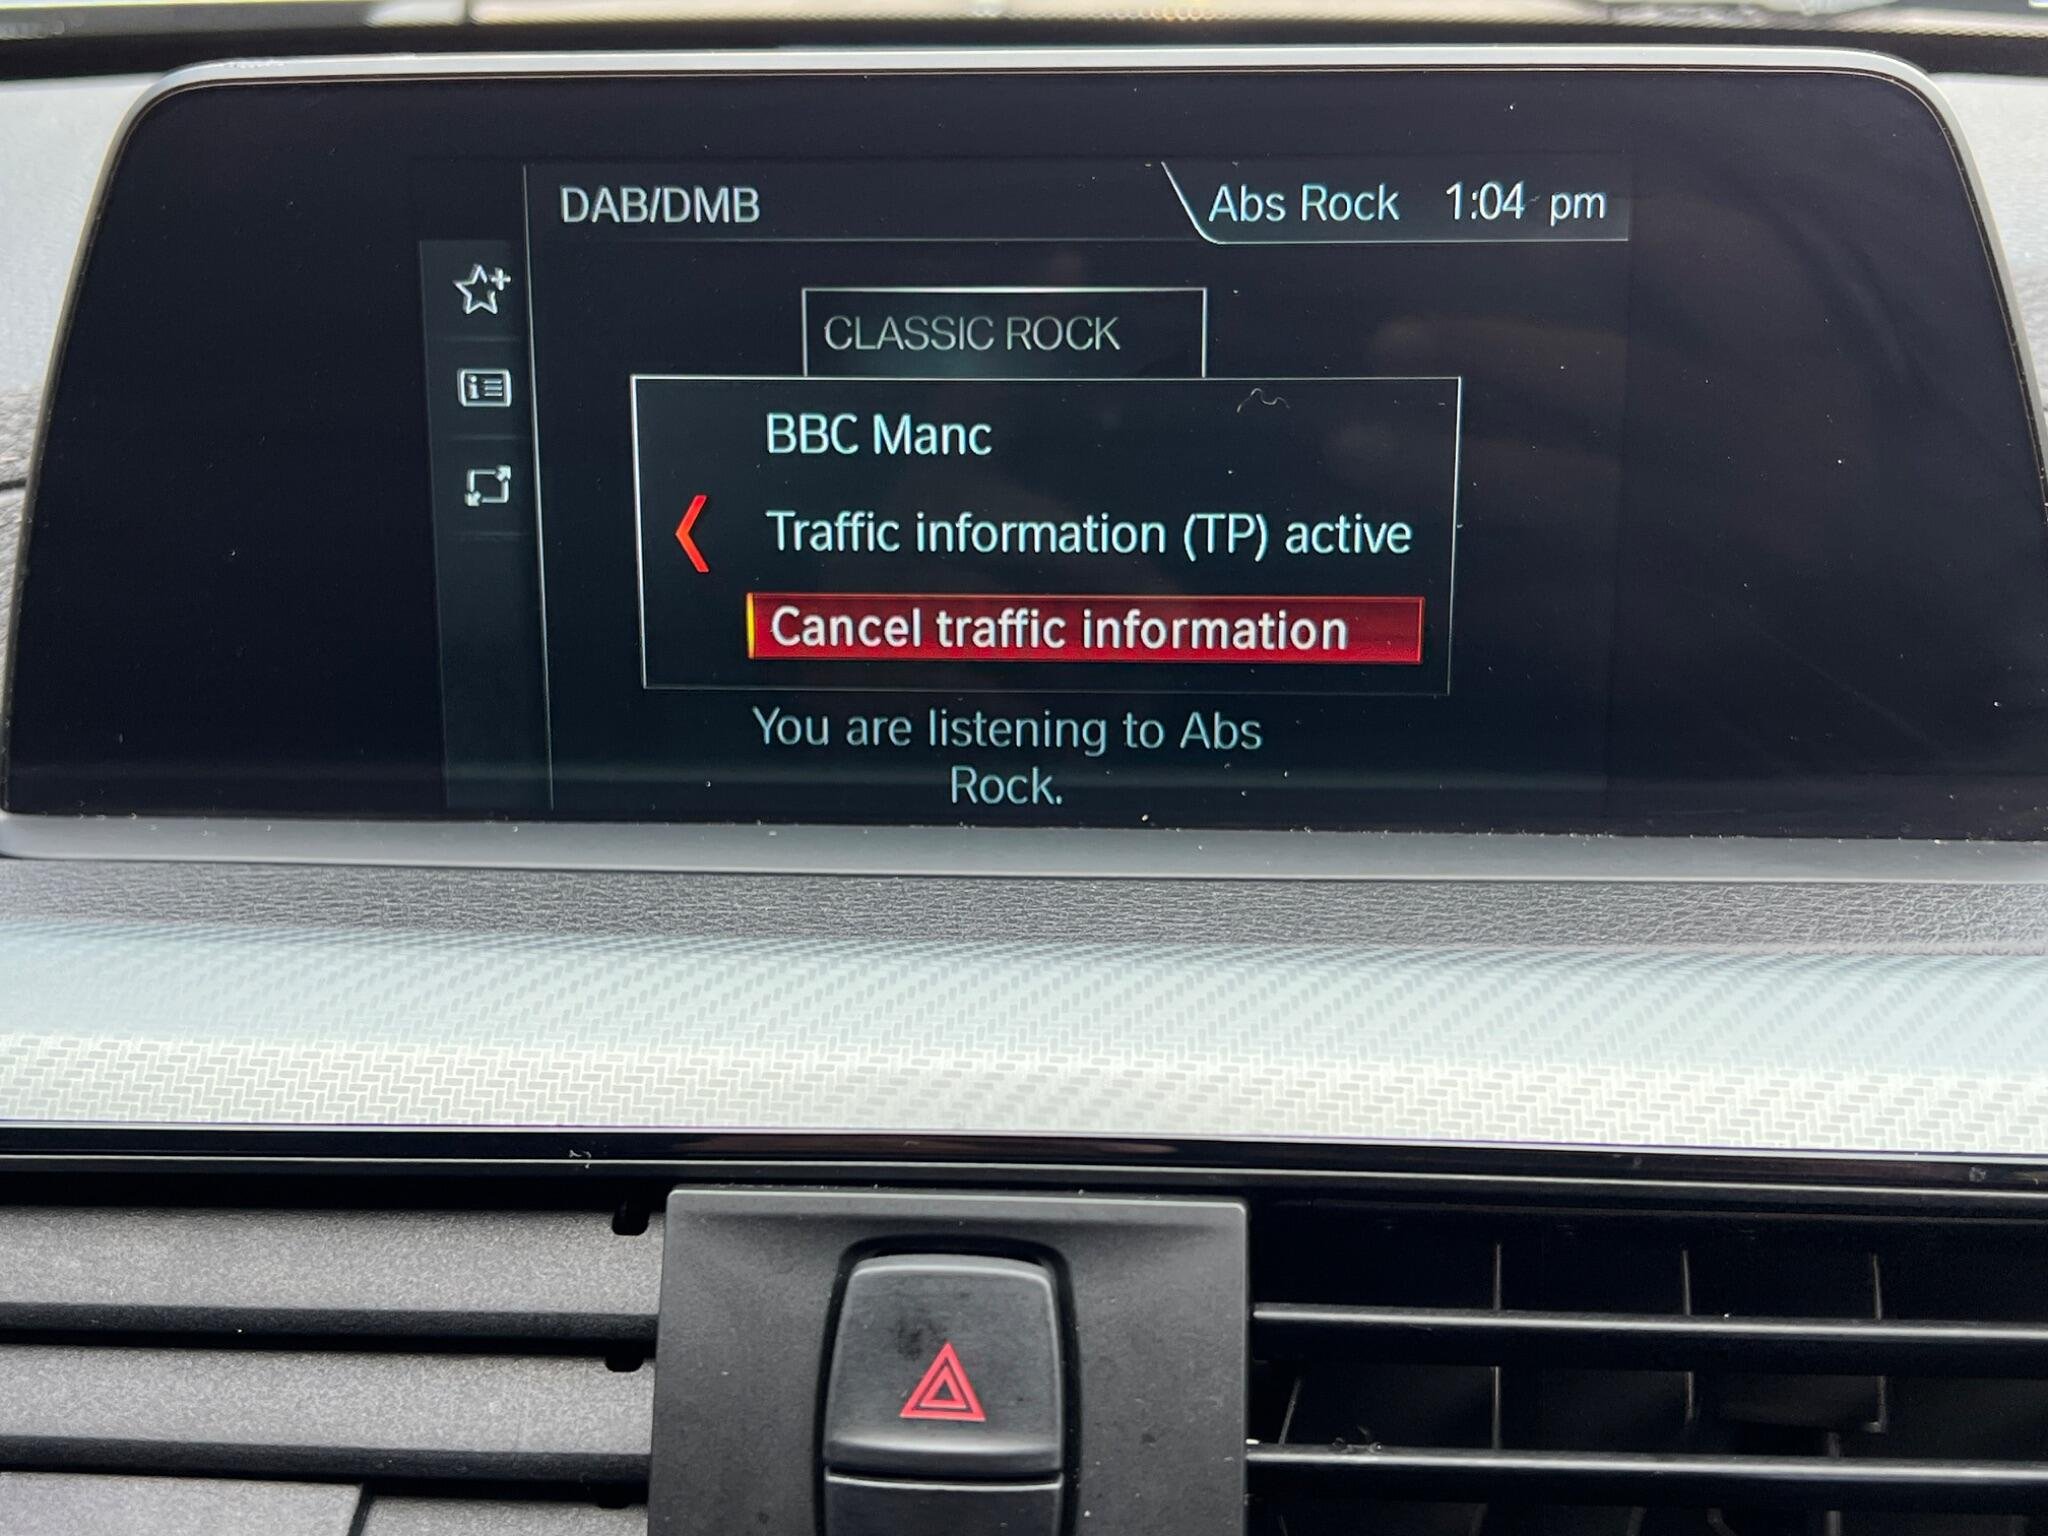 DAB/DMB
Abs Rock 1:04 pm
CLASSIC ROCK
BBC Manc
Traffic information (TP) active
Cancel traffic information
You are listening to Abs
Rock.